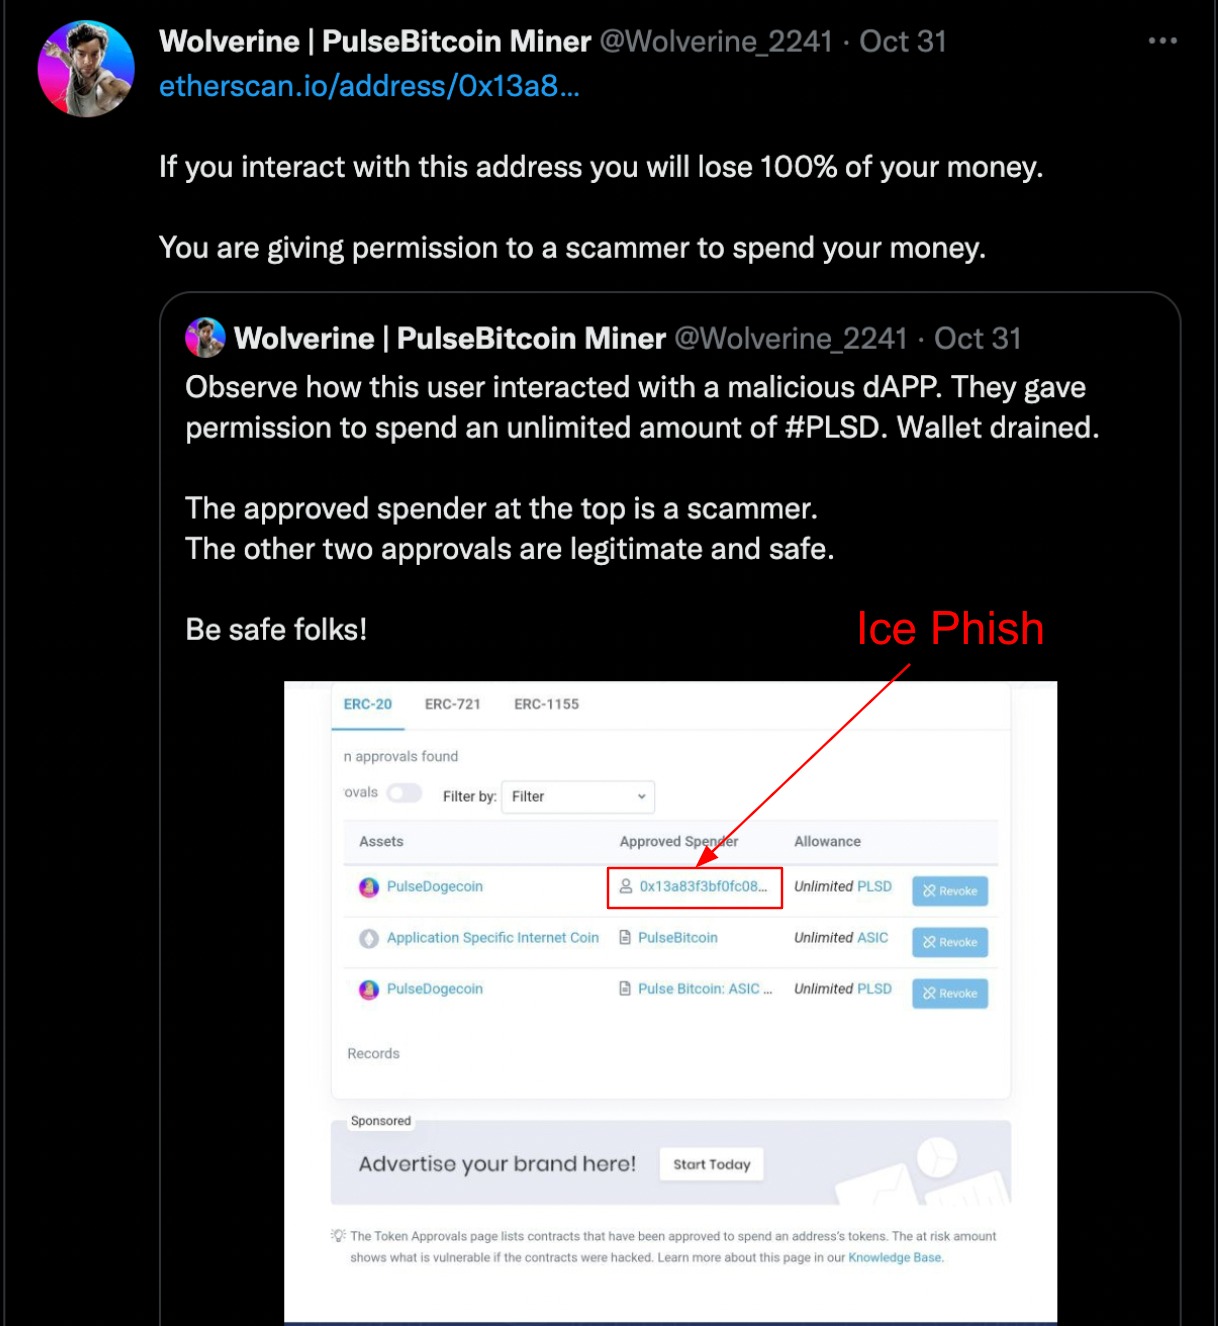 Wolverine | PulseBitcoin Miner @Wolverine_2241 · Oct 31
etherscan.io/address/0x13a8...
If you interact with this address you will lose 100% of your money.
You are giving permission to a scammer to spend your money.
Wolverine | PulseBitcoin Miner @Wolverine_2241 · Oct 31
Observe how this user interacted with a malicious dAPP. They gave
permission to spend an unlimited amount of #PLSD. Wallet drained.
The approved spender at the top is a scammer.
The other two approvals are legitimate and safe.
Be safe folks!
Ice Phish
ERC-20 ERC-721 ERC-1155
n approvals found
ovals Filter by: Filter
Assets Approved Spender Allowance
PulseDogecoin 0x13a83f3bf0fc08... Unlimited PLSD Revoke
Application Specific Internet Coin PulseBitcoin Unlimited ASIC Revoke
PulseDogecoin Pulse Bitcoin: ASIC ... Unlimited PLSD Revoke
Records
Sponsored
Advertise your brand here! Start Today
The Token Approvals page lists contracts that have been approved to spend an address's tokens. The at risk amount
shows what is vulnerable if the contracts were hacked. Learn more about this page in our Knowledge Base.